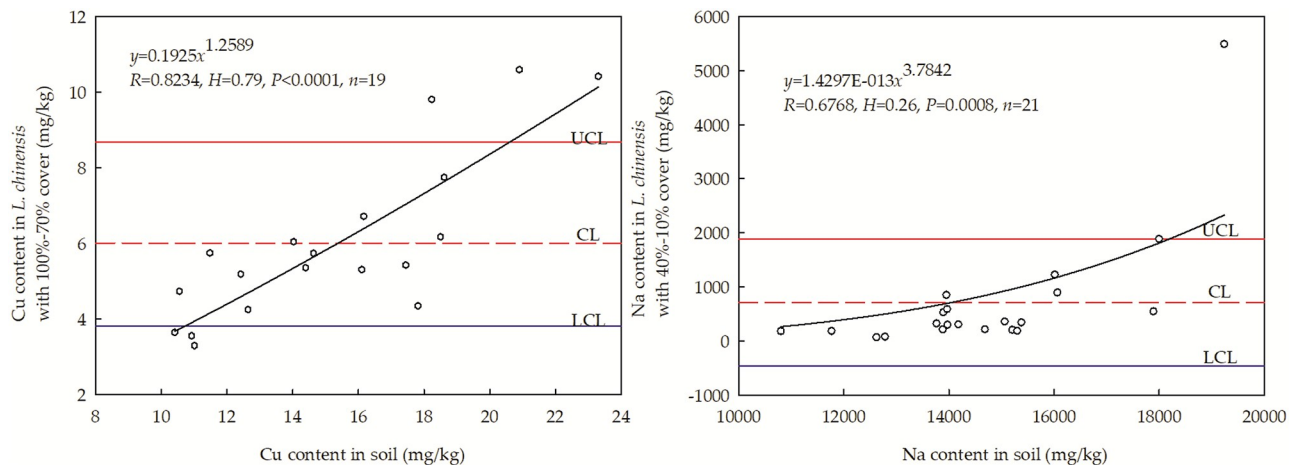 Cu content in L. chinensis
with 100%-70% cover (mg/kg)
12
10
8
6
4
2
y=0.1925x^1.2589
R=0.8234, H=0.79, P<0.0001, n=19
UCL
CL
LCL
8 10 12 14 16 18 20 22 24
Cu content in soil (mg/kg)
Na content in L. chinensis
with 40%-10% cover (mg/kg)
6000
5000
4000
3000
2000
1000
0
-1000
y=1.4297E-013x^3.7842
R=0.6768, H=0.26, P=0.0008, n=21
UCL
CL
LCL
10000 12000 14000 16000 18000 20000
Na content in soil (mg/kg)